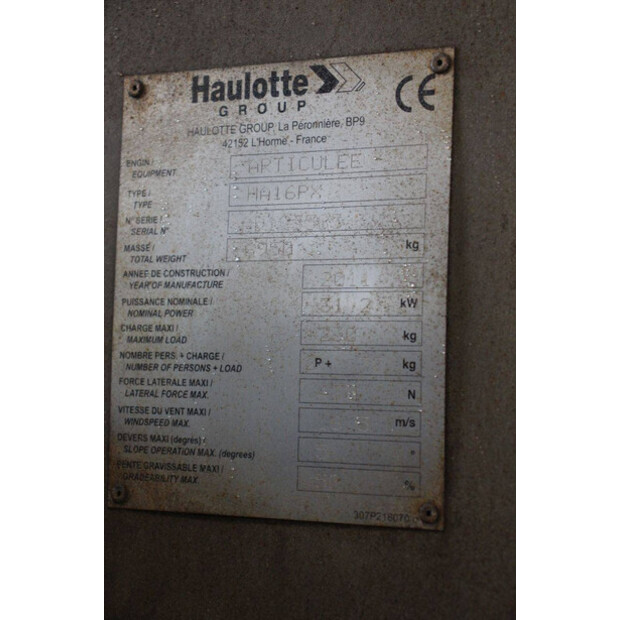 Haulotte
GROUP
CE
HAULOTTE GROUP, La Péronnière, BP9
42152 L'Horme - France
ENGIN / EQUIPMENT ARTICULEE
TYPE / TYPE HA16PX
N° SERIE / SERIAL N°
MASSE / TOTAL WEIGHT kg
ANNEE DE CONSTRUCTION / YEAR OF MANUFACTURE
PUISSANCE NOMINALE / NOMINAL POWER kW
CHARGE MAXI / MAXIMUM LOAD kg
NOMBRE PERS. + CHARGE / NUMBER OF PERSONS + LOAD P + kg
FORCE LATERALE MAXI / LATERAL FORCE MAX. N
VITESSE DU VENT MAXI / WINDSPEED MAX. m/s
DEVERS MAXI (degrés) / SLOPE OPERATION MAX. (degrees) °
PENTE GRAVISSABLE MAXI / GRADEABILITY MAX %